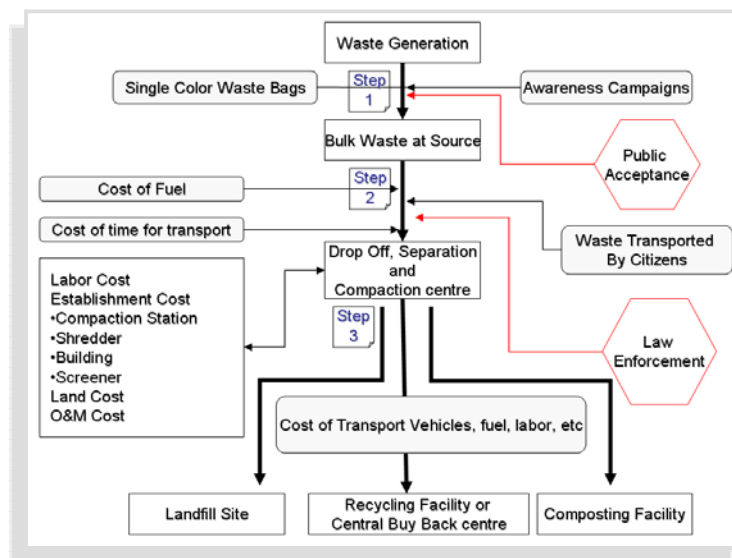 Waste Generation
Single Color Waste Bags
Step
1
Awareness Campaigns
Bulk Waste at Source
Public
Acceptance
Cost of Fuel
Step
2
Cost of time for transport
Waste Transported
By Citizens
Drop Off, Separation
and
Compaction centre
Labor Cost
Establishment Cost
•Compaction Station
•Shredder
•Building
•Screener
Land Cost
O&M Cost
Step
3
Law
Enforcement
Cost of Transport Vehicles, fuel, labor, etc
Landfill Site
Recycling Facility or
Central Buy Back centre
Composting Facility